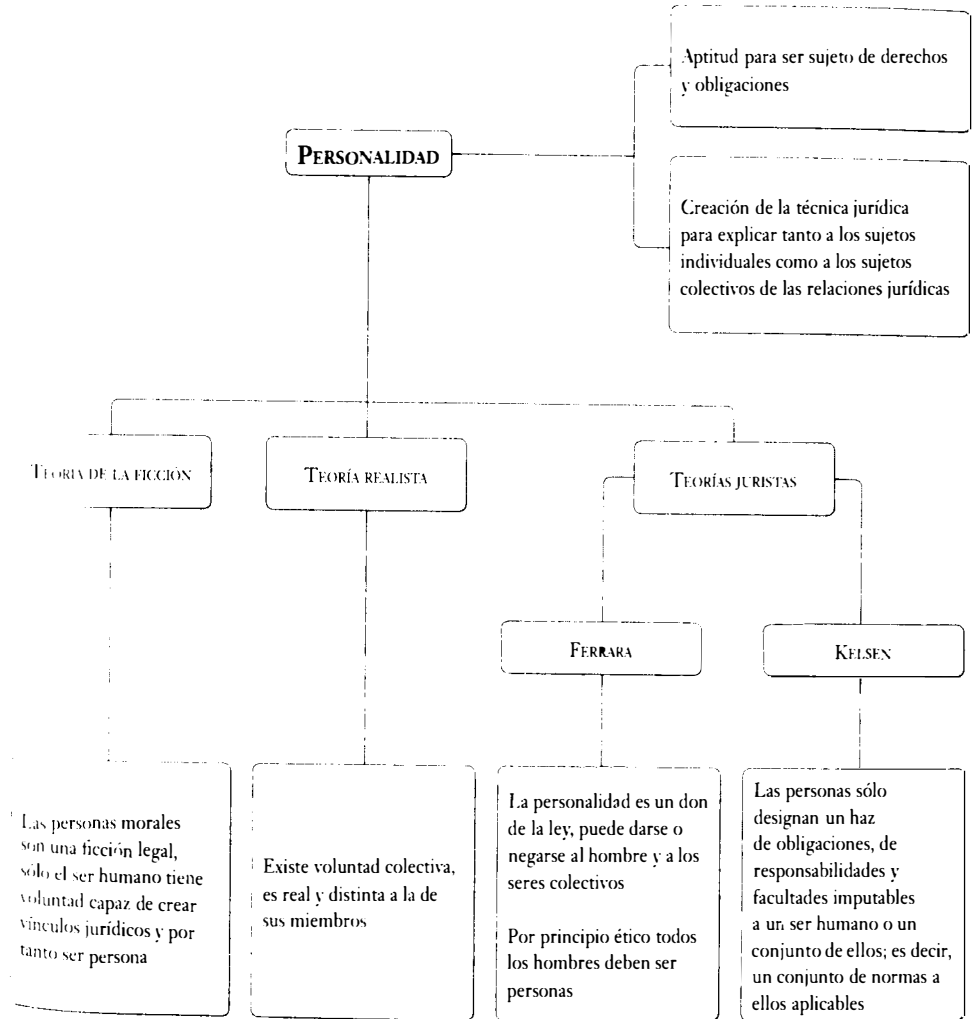 Aptitud para ser sujeto de derechos
y obligaciones
PERSONALIDAD
Creación de la técnica jurídica
para explicar tanto a los sujetos
individuales como a los sujetos
colectivos de las relaciones jurídicas
TEORÍA DE LA FICCIÓN
TEORÍA REALISTA
TEORÍAS JURISTAS
FERRARA
KELSEN
Las personas morales
son una ficción legal,
sólo el ser humano tiene
voluntad capaz de crear
vínculos jurídicos y por
tanto ser persona
Existe voluntad colectiva,
es real y distinta a la de
sus miembros
La personalidad es un don
de la ley, puede darse o
negarse al hombre y a los
seres colectivos
Por principio ético todos
los hombres deben ser
personas
Las personas sólo
designan un haz
de obligaciones, de
responsabilidades y
facultades imputables
a un ser humano o un
conjunto de ellos; es decir,
un conjunto de normas a
ellos aplicables